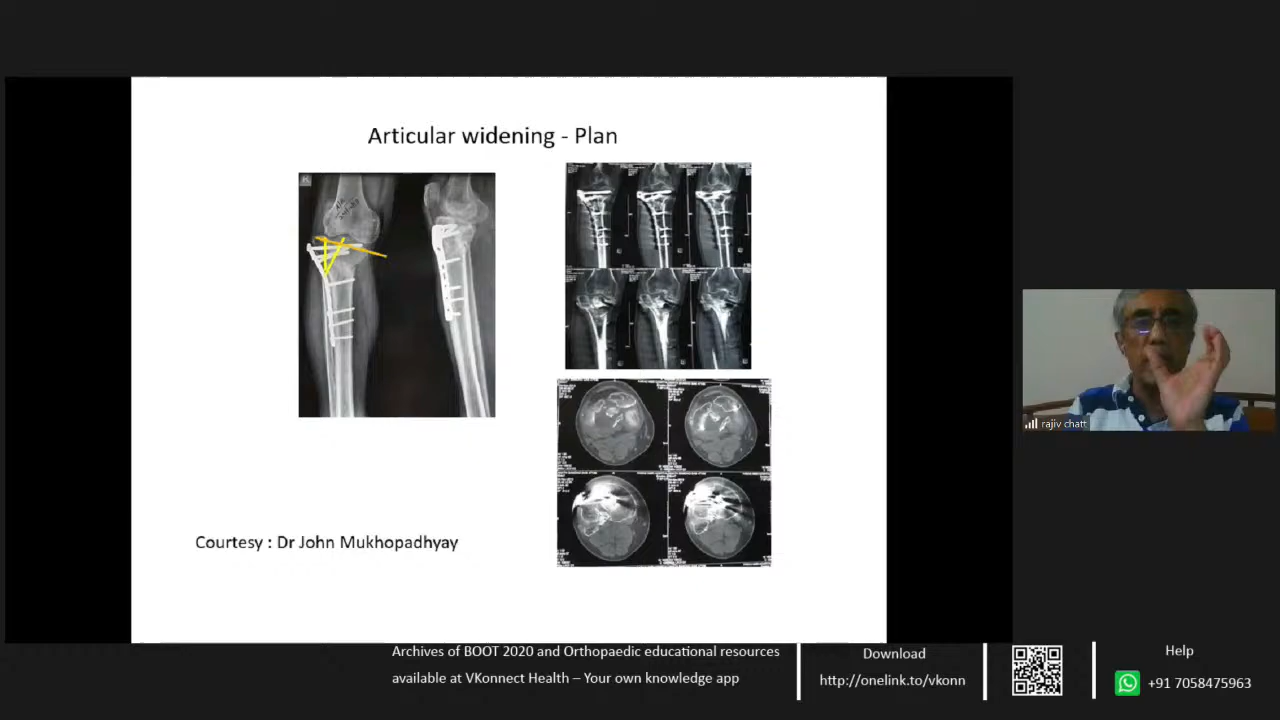 Articular widening - Plan
Courtesy : Dr John Mukhopadhyay
rajiv chatt
Archives of BOOT 2020 and Orthopaedic educational resources
available at VKonnect Health – Your own knowledge app
Download
http://onelink.to/vkonn
Help
+91 7058475963